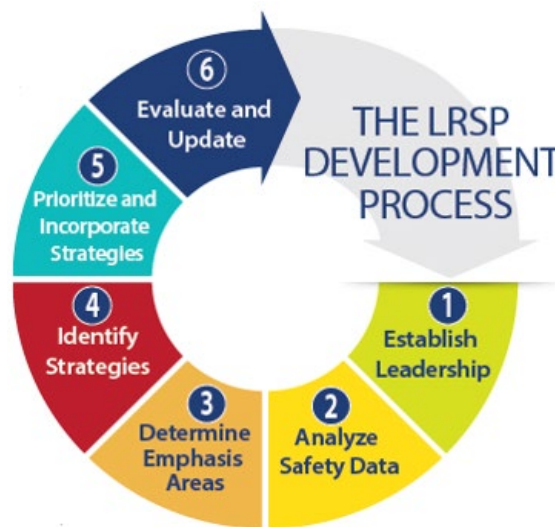 THE LRSP
DEVELOPMENT
PROCESS
1
Establish
Leadership
2
Analyze
Safety Data
3
Determine
Emphasis
Areas
4
Identify
Strategies
5
Prioritize and
Incorporate
Strategies
6
Evaluate and
Update